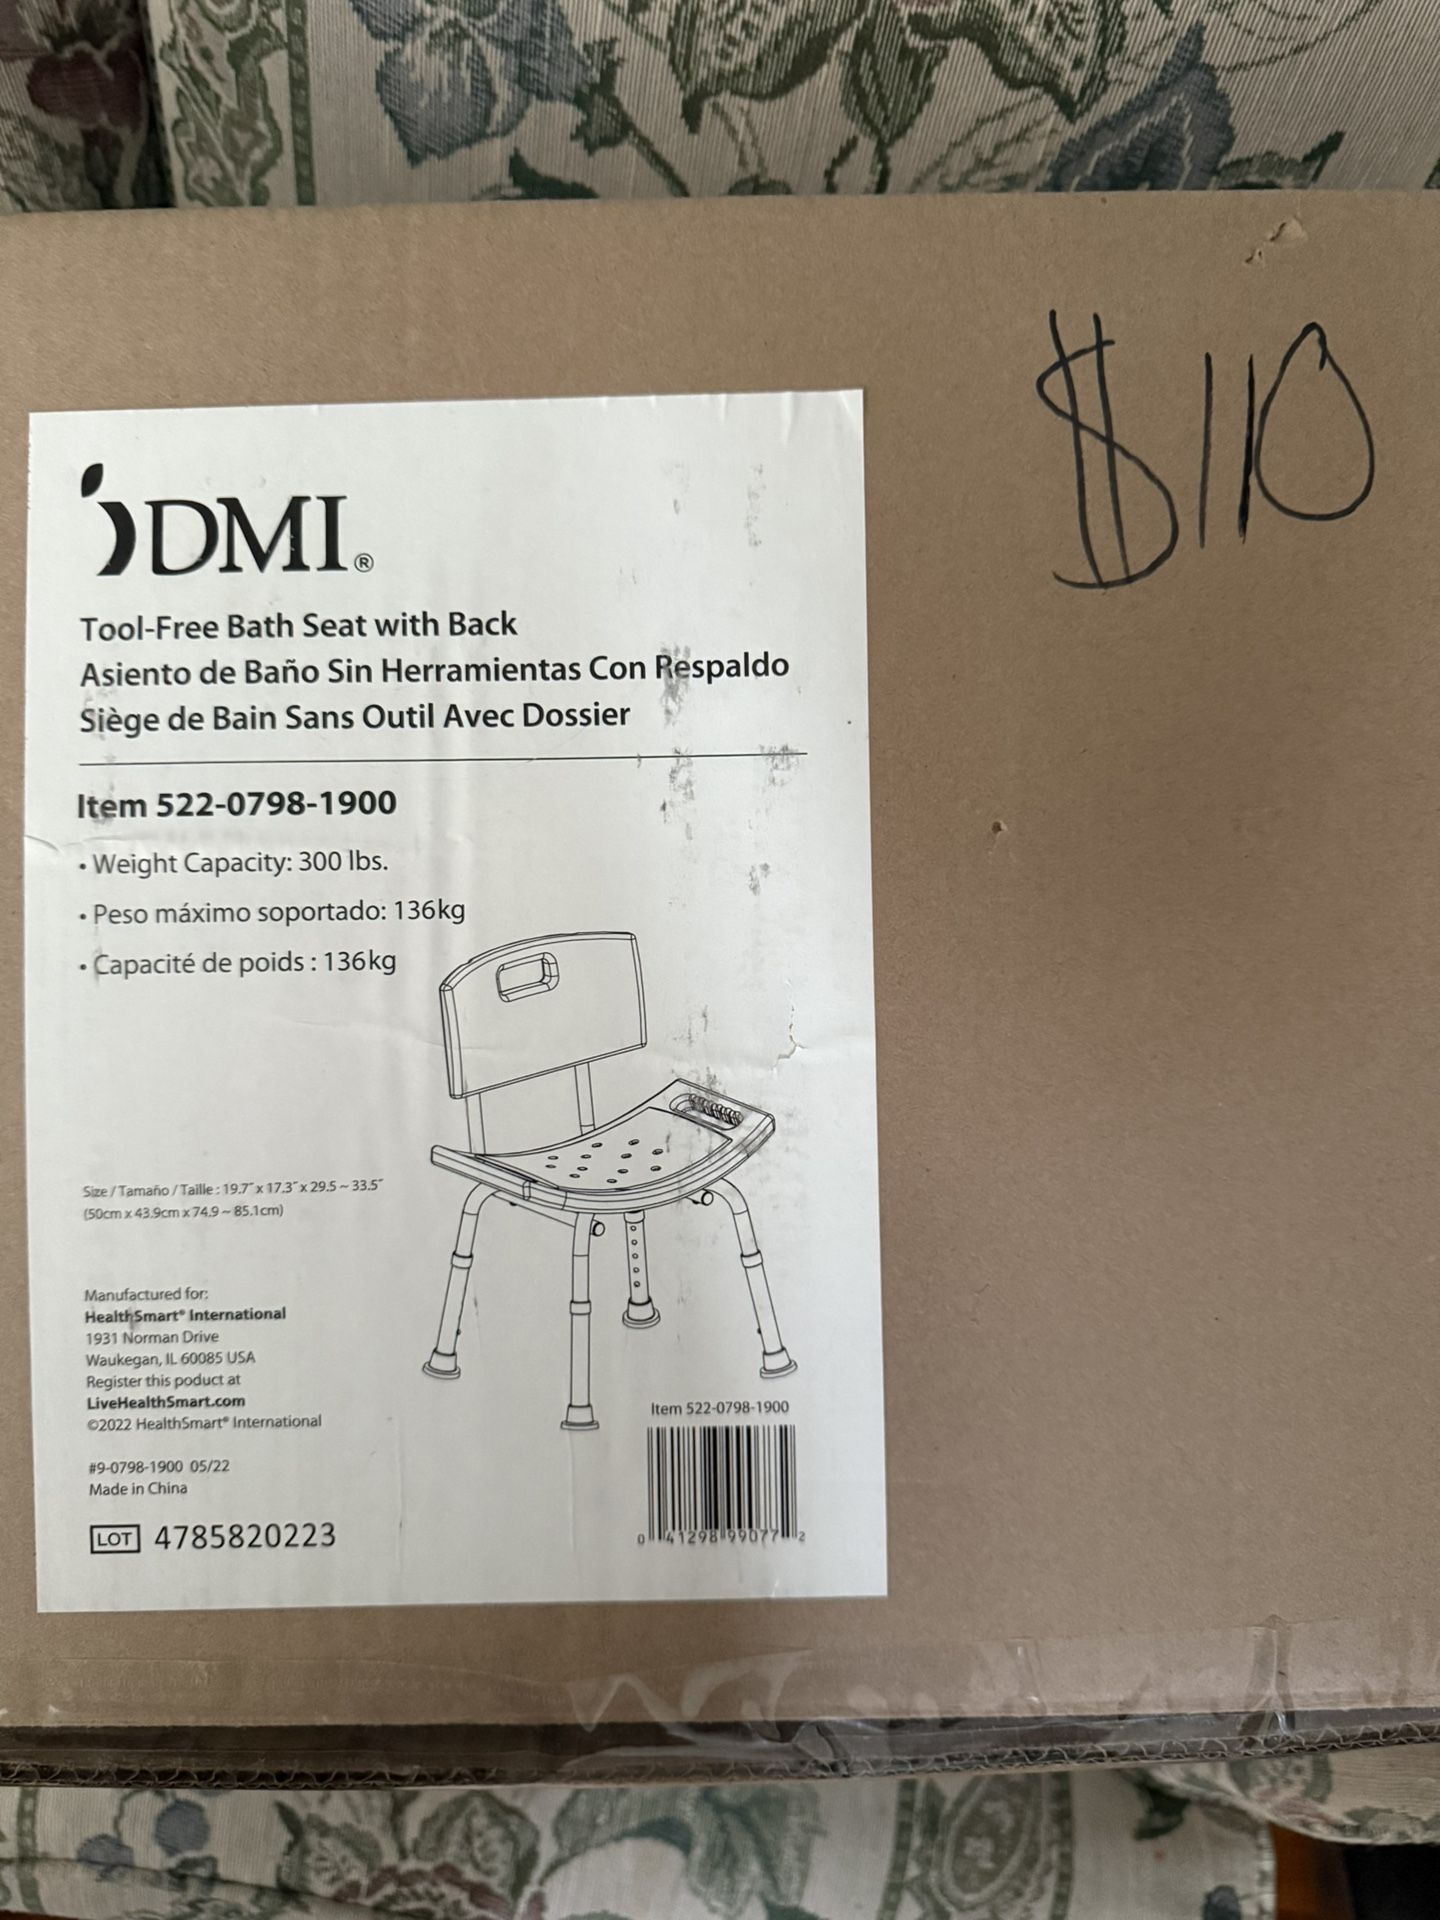 $110
DMI®
Tool-Free Bath Seat with Back
Asiento de Baño Sin Herramientas Con Respaldo
Siège de Bain Sans Outil Avec Dossier
Item 522-0798-1900
• Weight Capacity: 300 lbs.
• Peso máximo soportado: 136kg
• Capacité de poids : 136kg
Size / Tamaño / Taille : 19.7˝ x 17.3˝ x 29.5 ~ 33.5˝
(50cm x 43.9cm x 74.9 ~ 85.1cm)
Manufactured for:
HealthSmart® International
1931 Norman Drive
Waukegan, IL 60085 USA
Register this poduct at
LiveHealthSmart.com
©2022 HealthSmart® International
#9-0798-1900 05/22
Made in China
LOT 4785820223
Item 522-0798-1900
0 41298 99077 2